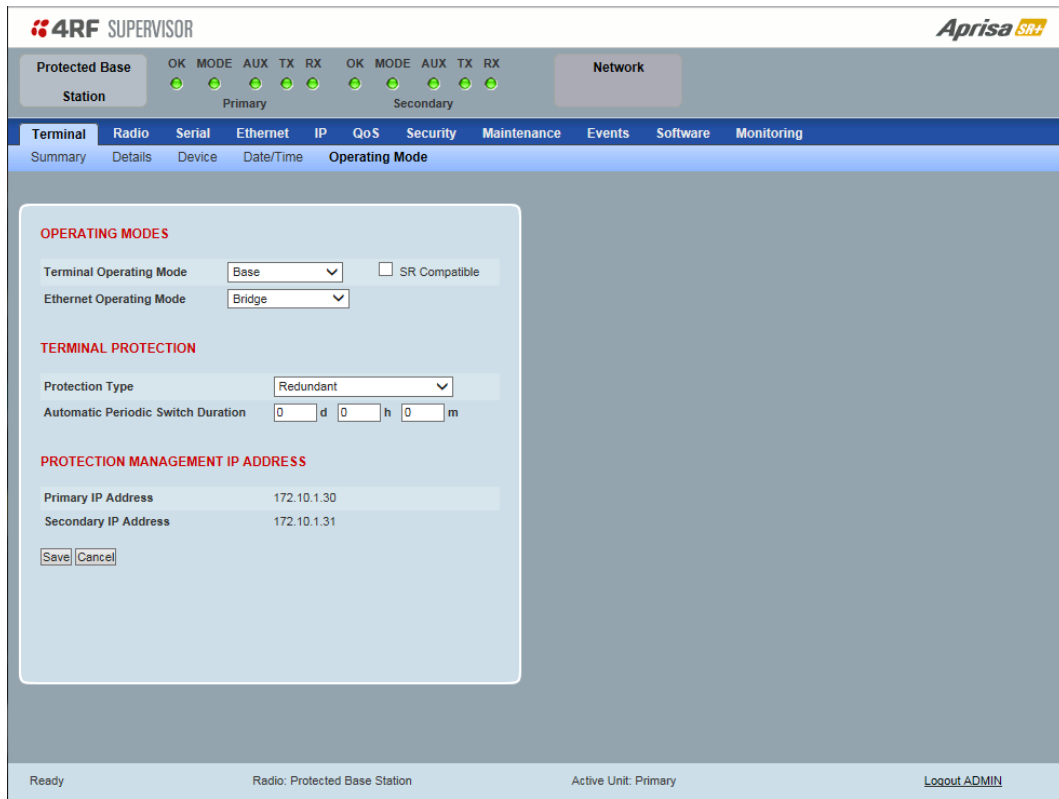 4RF SUPERVISOR
Aprisa SR+
Protected Base Station
OK MODE AUX TX RX
Primary
OK MODE AUX TX RX
Secondary
Network
Terminal Radio Serial Ethernet IP QoS Security Maintenance Events Software Monitoring
Summary Details Device Date/Time Operating Mode
OPERATING MODES
Terminal Operating Mode Base SR Compatible
Ethernet Operating Mode Bridge
TERMINAL PROTECTION
Protection Type Redundant
Automatic Periodic Switch Duration 0 d 0 h 0 m
PROTECTION MANAGEMENT IP ADDRESS
Primary IP Address 172.10.1.30
Secondary IP Address 172.10.1.31
Save Cancel
Ready Radio: Protected Base Station Active Unit: Primary Logout ADMIN